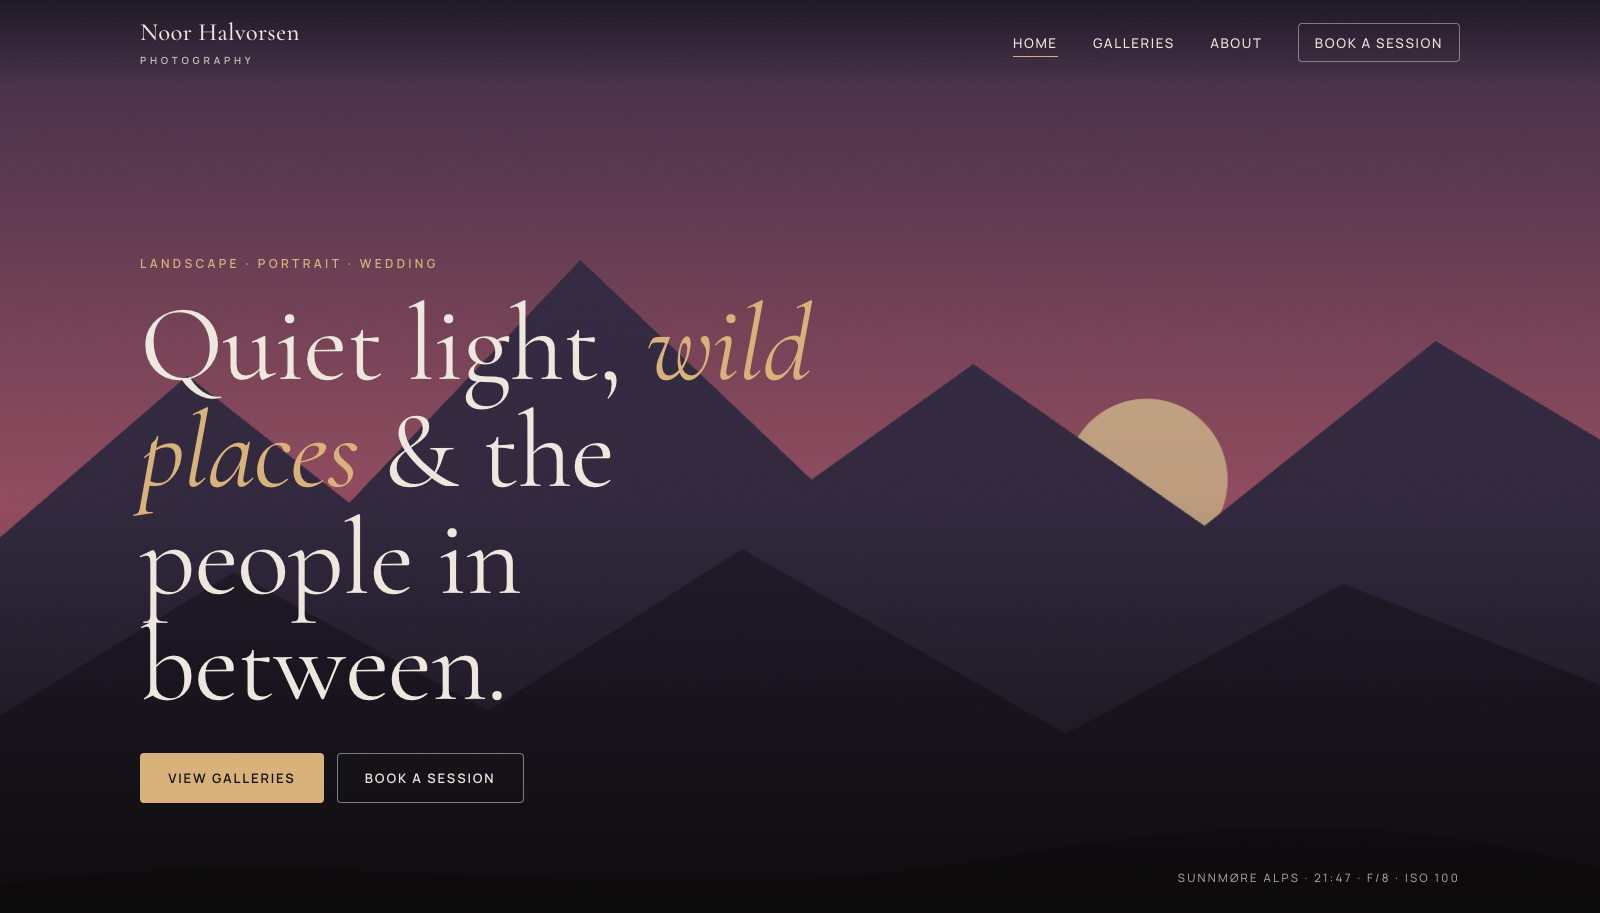 Noor Halvorsen
PHOTOGRAPHY
HOME GALLERIES ABOUT BOOK A SESSION
LANDSCAPE · PORTRAIT · WEDDING
Quiet light, wild
places & the
people in
between.
VIEW GALLERIES BOOK A SESSION
SUNNMØRE ALPS · 21:47 · F/8 · ISO 100